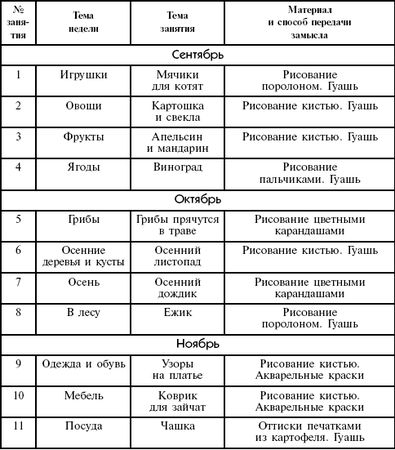 № заня- тия Тема недели Тема занятия Материал и способ передачи замысла
Сентябрь
1 Игрушки Мячики для котят Рисование поролоном. Гуашь
2 Овощи Картошка и свекла Рисование кистью. Гуашь
3 Фрукты Апельсин и мандарин Рисование кистью. Гуашь
4 Ягоды Виноград Рисование пальчиками. Гуашь
Октябрь
5 Грибы Грибы прячутся в траве Рисование цветными карандашами
6 Осенние деревья и кусты Осенний листопад Рисование кистью. Гуашь
7 Осень Осенний дождик Рисование цветными карандашами
8 В лесу Ежик Рисование поролоном. Гуашь
Ноябрь
9 Одежда и обувь Узоры на платье Рисование кистью. Акварельные краски
10 Мебель Коврик для зайчат Рисование кистью. Акварельные краски
11 Посуда Чашка Оттиски печатками из картофеля. Гуашь